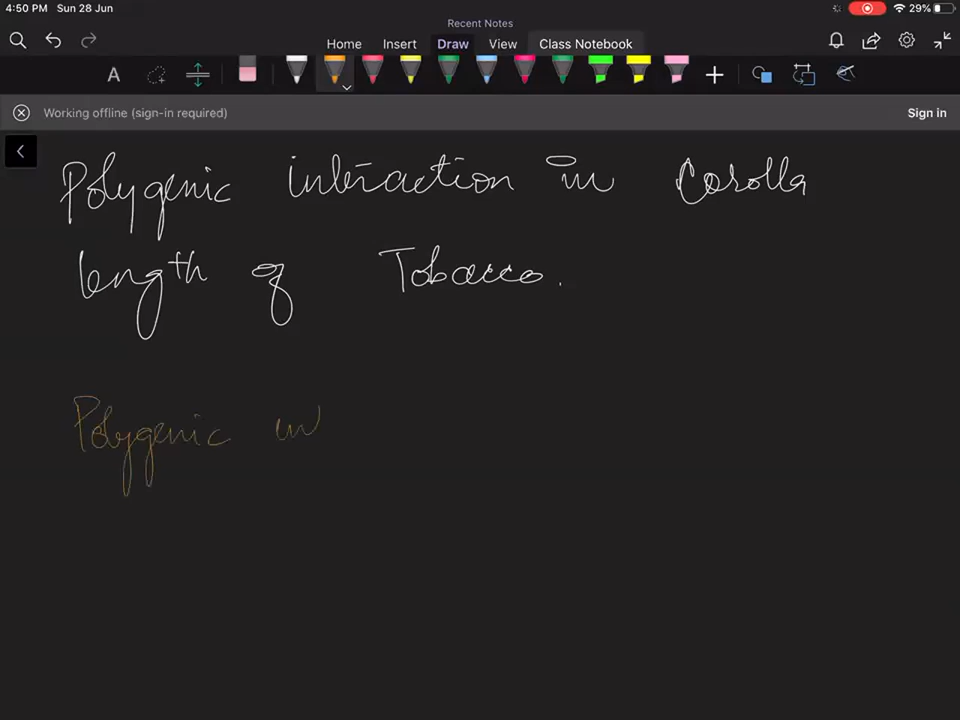 4:50 PM Sun 28 Jun 29%
Recent Notes
Home Insert Draw View Class Notebook
A
Working offline (sign-in required) Sign in
Polygenic interaction in Corolla
length of Tobacco.
Polygenic in